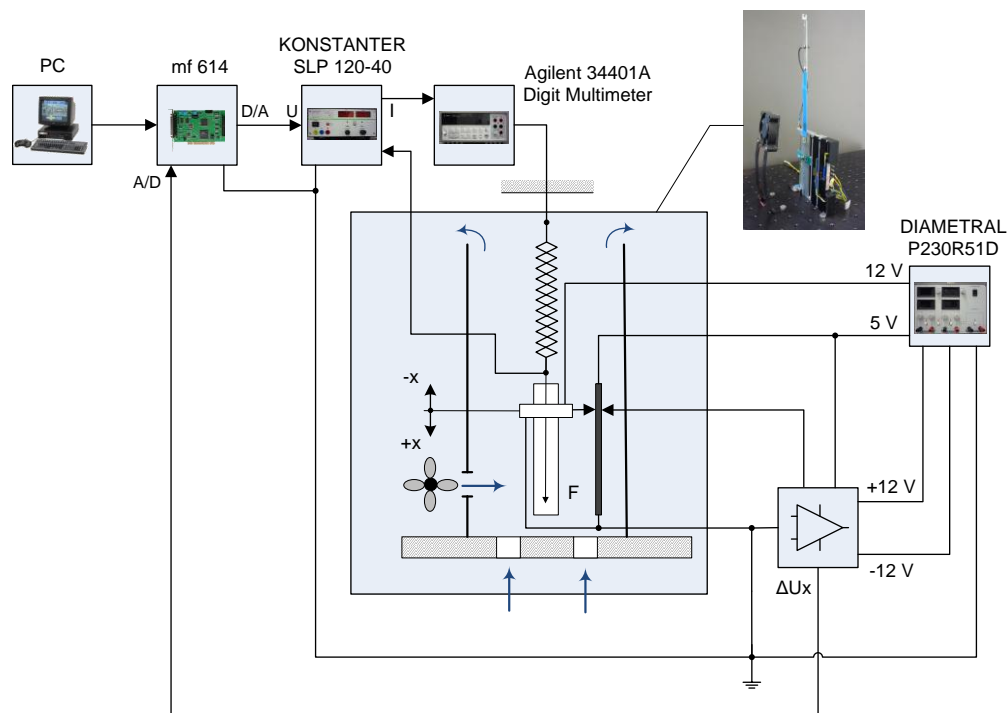 PC
mf 614
KONSTANTER
SLP 120-40
Agilent 34401A
Digit Multimeter
D/A
U
I
A/D
DIAMETRAL
P230R51D
12 V
5 V
-x
+x
F
+12 V
-12 V
ΔUx